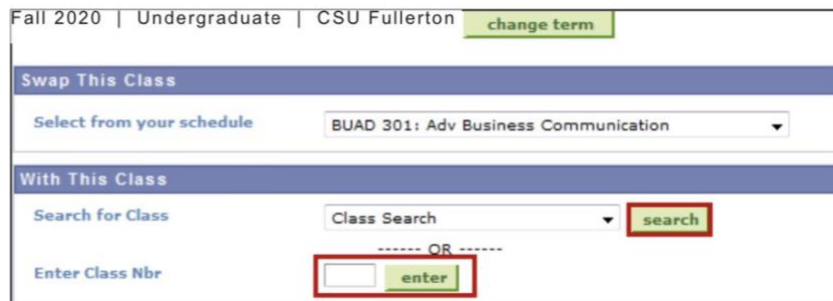 Fall 2020 | Undergraduate | CSU Fullerton change term
Swap This Class
Select from your schedule BUAD 301: Adv Business Communication
With This Class
Search for Class Class Search search
------ OR ------
Enter Class Nbr enter